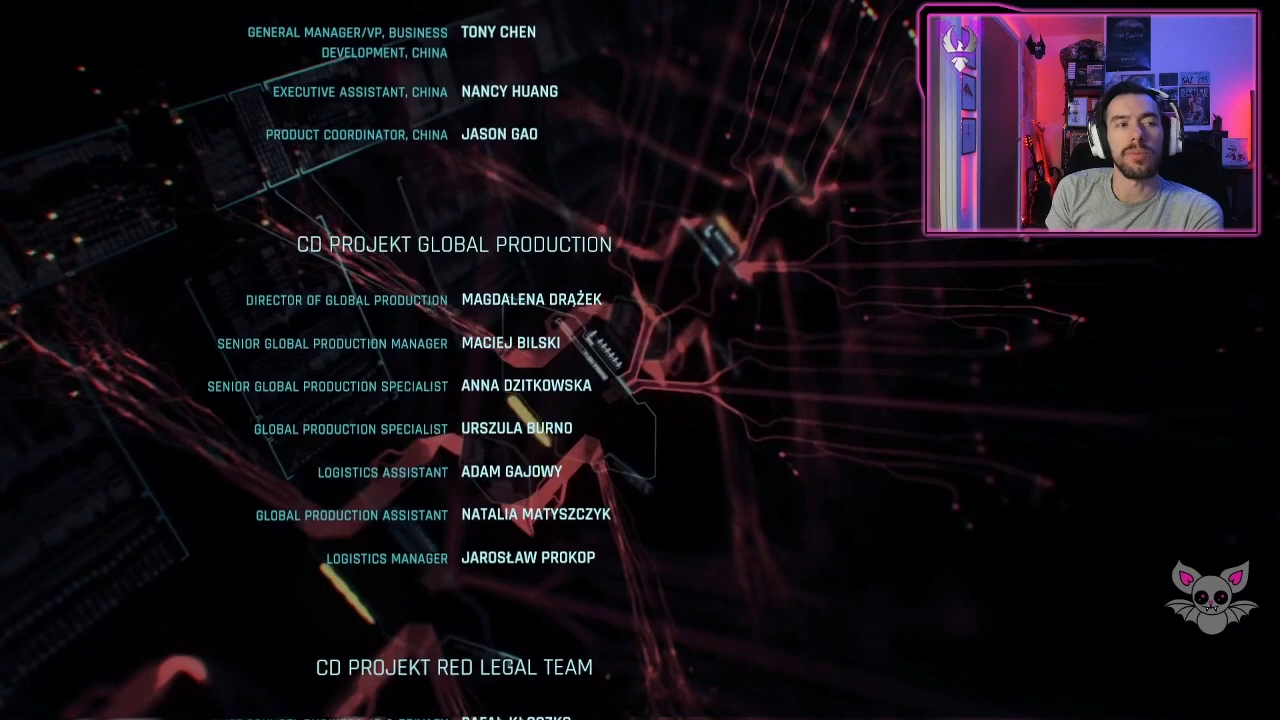 GENERAL MANAGER/VP, BUSINESS DEVELOPMENT, CHINA TONY CHEN
EXECUTIVE ASSISTANT, CHINA NANCY HUANG
PRODUCT COORDINATOR, CHINA JASON GAO
CD PROJEKT GLOBAL PRODUCTION
DIRECTOR OF GLOBAL PRODUCTION MAGDALENA DRĄŻEK
SENIOR GLOBAL PRODUCTION MANAGER MACIEJ BILSKI
SENIOR GLOBAL PRODUCTION SPECIALIST ANNA DZITKOWSKA
GLOBAL PRODUCTION SPECIALIST URSZULA BURNO
LOGISTICS ASSISTANT ADAM GAJOWY
GLOBAL PRODUCTION ASSISTANT NATALIA MATYSZCZYK
LOGISTICS MANAGER JAROSŁAW PROKOP
CD PROJEKT RED LEGAL TEAM